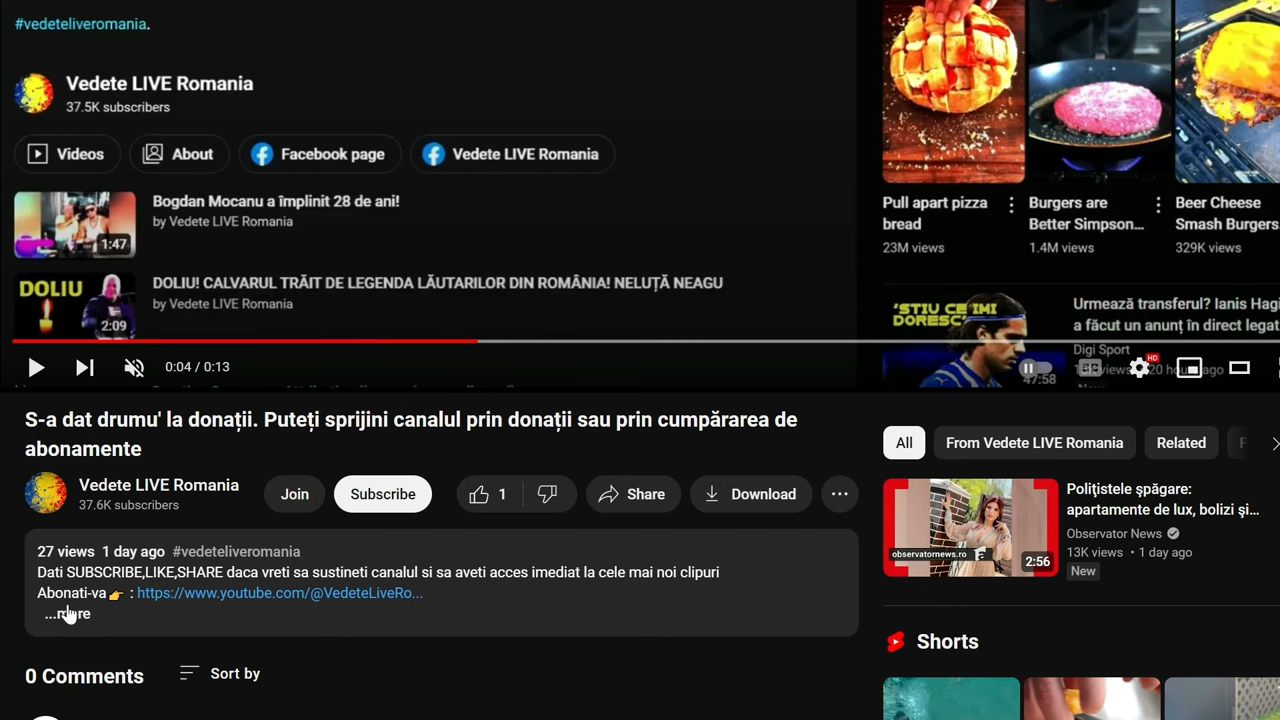 #vedeteliveromania.
Vedete LIVE Romania
37.5K subscribers
Videos
About
Facebook page
Vedete LIVE Romania
Bogdan Mocanu a împlinit 28 de ani!
by Vedete LIVE Romania
1:47
DOLIU! CALVARUL TRĂIT DE LEGENDA LĂUTARILOR DIN ROMÂNIA! NELUȚĂ NEAGU
by Vedete LIVE Romania
DOLIU
2:09
0:04 / 0:13
Pull apart pizza
bread
23M views
Burgers are
Better Simpson...
1.4M views
Beer Cheese
Smash Burgers
329K views
'STIU CE IMI
DORESC'
47:58
Urmează transferul? Ianis Hagi
a făcut un anunț în direct legat
Digi Sport
HD
S-a dat drumu' la donații. Puteți sprijini canalul prin donații sau prin cumpărarea de
abonamente
Vedete LIVE Romania
37.6K subscribers
Join
Subscribe
1
Share
Download
27 views 1 day ago #vedeteliveromania
Dati SUBSCRIBE,LIKE,SHARE daca vreti sa sustineti canalul si sa aveti acces imediat la cele mai noi clipuri
Abonati-va👉 : https://www.youtube.com/@VedeteLiveRo...
0 Comments
Sort by
All
From Vedete LIVE Romania
Related
F
observatornews.ro
2:56
Polițistele șpăgare:
apartamente de lux, bolizi și...
Observator News
13K views • 1 day ago
New
Shorts